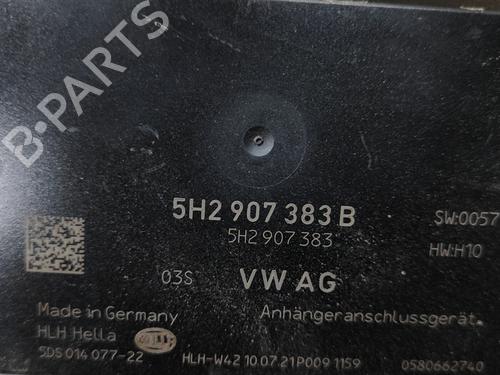 B-PARTS
5H2 907 383 B
SW:0057
5H2 907 383
HW:H10
03S VW AG
Made in Germany Anhängeranschlussgerät.
HLH Hella
5DS 014 077-22 HLH-W42 10.07.21P009 1159 0580662740